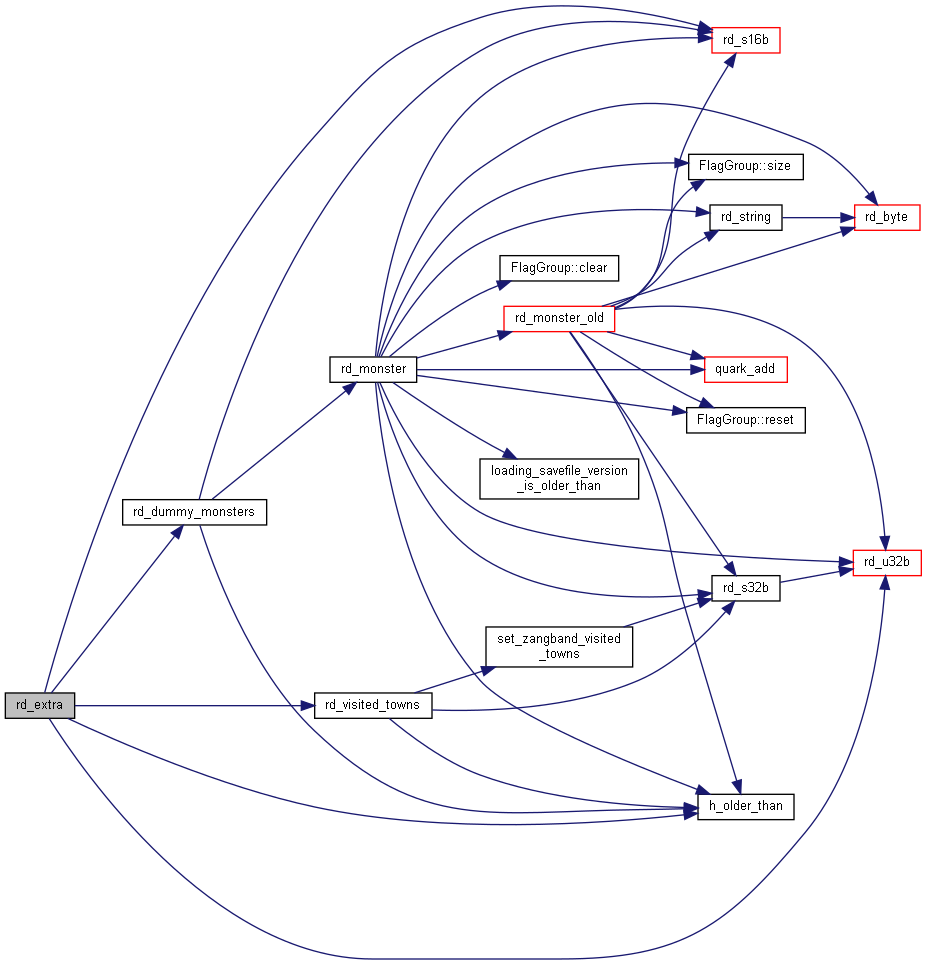 rd_s16b
FlagGroup::size
rd_string
rd_byte
FlagGroup::clear
rd_monster_old
rd_monster
quark_add
FlagGroup::reset
loading_savefile_version
_is_older_than
rd_dummy_monsters
rd_u32b
rd_s32b
set_zangband_visited
_towns
rd_extra
rd_visited_towns
h_older_than